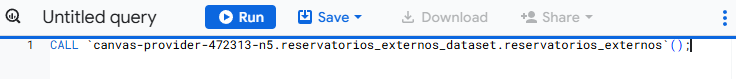 Untitled query
Run
Save
Download
Share
1 CALL `canvas-provider-472313-n5.reservatorios_externos_dataset.reservatorios_externos`();